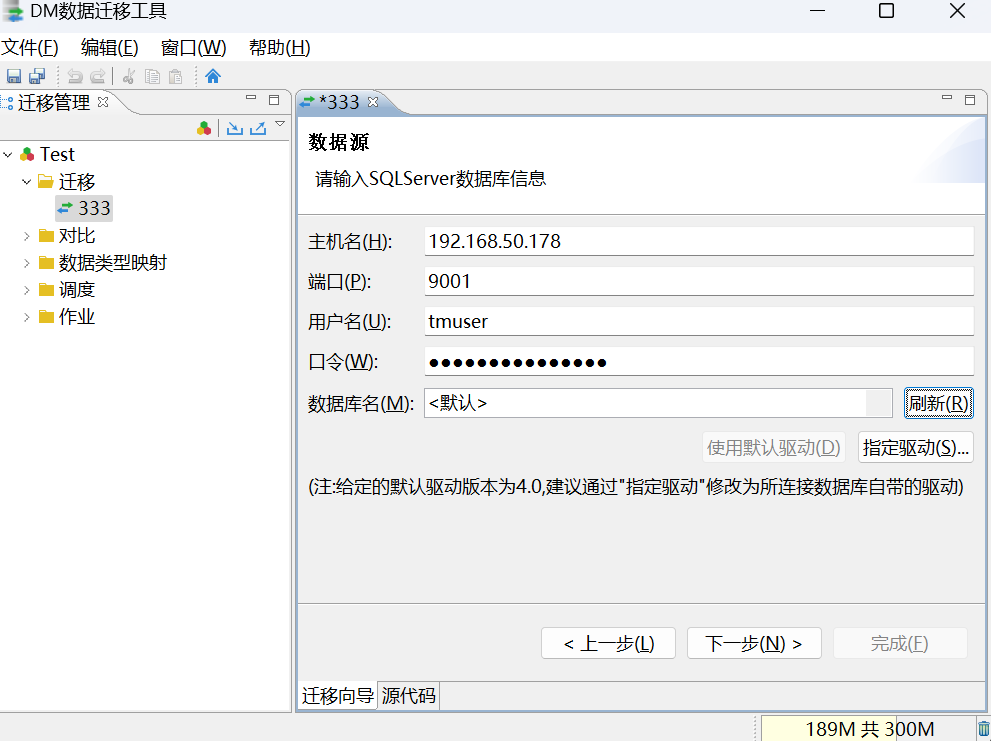 DM数据迁移工具
文件(F) 编辑(E) 窗口(W) 帮助(H)
迁移管理
*333
Test
迁移
333
对比
数据类型映射
调度
作业
数据源
请输入SQLServer数据库信息
主机名(H): 192.168.50.178
端口(P): 9001
用户名(U): tmuser
口令(W): ●●●●●●●●●●●●●●●
数据库名(M): <默认> 刷新(R)
使用默认驱动(D) 指定驱动(S)...
(注:给定的默认驱动版本为4.0,建议通过"指定驱动"修改为所连接数据库自带的驱动)
< 上一步(L) 下一步(N) > 完成(F)
迁移向导 源代码
189M 共 300M